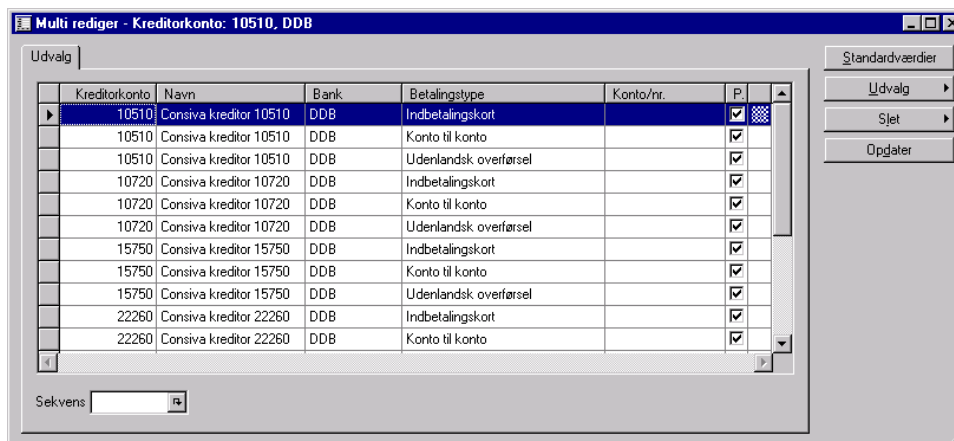 Multi rediger - Kreditorkonto: 10510, DDB
Udvalg
Kreditorkonto Navn Bank Betalingstype Konto/nr. P.
10510 Consiva kreditor 10510 DDB Indbetalingskort
10510 Consiva kreditor 10510 DDB Konto til konto
10510 Consiva kreditor 10510 DDB Udenlandsk overførsel
10720 Consiva kreditor 10720 DDB Indbetalingskort
10720 Consiva kreditor 10720 DDB Konto til konto
10720 Consiva kreditor 10720 DDB Udenlandsk overførsel
15750 Consiva kreditor 15750 DDB Indbetalingskort
15750 Consiva kreditor 15750 DDB Konto til konto
15750 Consiva kreditor 15750 DDB Udenlandsk overførsel
22260 Consiva kreditor 22260 DDB Indbetalingskort
22260 Consiva kreditor 22260 DDB Konto til konto
Sekvens
Standardværdier
Udvalg
Slet
Opdater